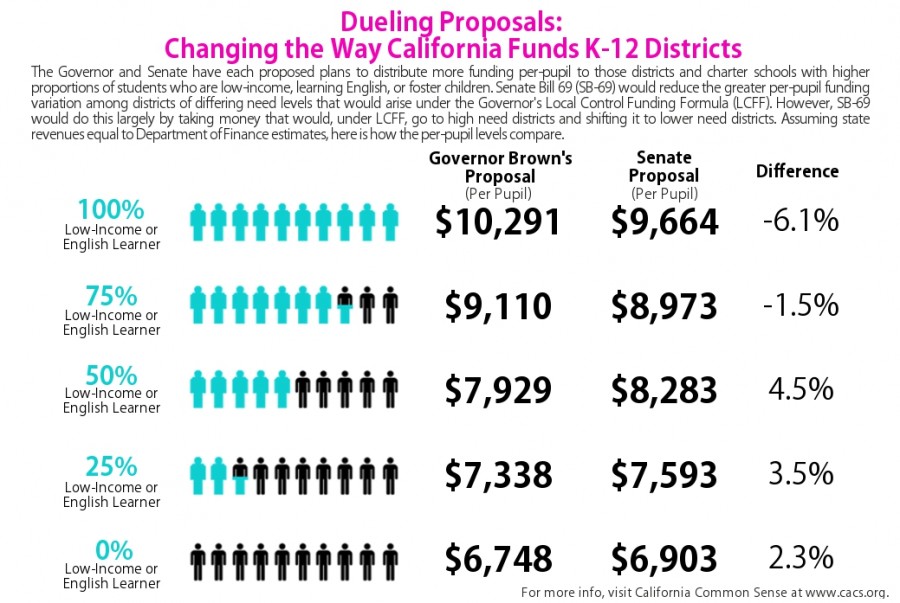 Dueling Proposals:
Changing the Way California Funds K-12 Districts
The Governor and Senate have each proposed plans to distribute more funding per-pupil to those districts and charter schools with higher
proportions of students who are low-income, learning English, or foster children. Senate Bill 69 (SB-69) would reduce the greater per-pupil funding
variation among districts of differing need levels that would arise under the Governor's Local Control Funding Formula (LCFF). However, SB-69
would do this largely by taking money that would, under LCFF, go to high need districts and shifting it to lower need districts. Assuming state
revenues equal to Department of Finance estimates, here is how the per-pupil levels compare.
Governor Brown's
Proposal
(Per Pupil)
Senate
Proposal
(Per Pupil)
Difference
100%
Low-Income or
English Learner
$10,291
$9,664
-6.1%
75%
Low-Income or
English Learner
$9,110
$8,973
-1.5%
50%
Low-Income or
English Learner
$7,929
$8,283
4.5%
25%
Low-Income or
English Learner
$7,338
$7,593
3.5%
0%
Low-Income or
English Learner
$6,748
$6,903
2.3%
For more info, visit California Common Sense at www.cacs.org.